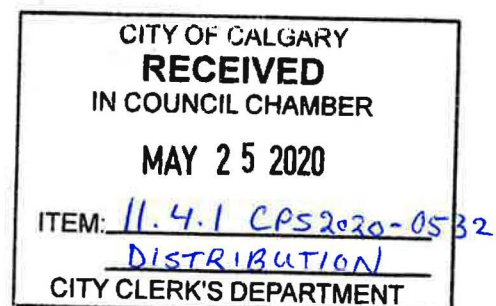 CITY OF CALGARY
RECEIVED
IN COUNCIL CHAMBER
MAY 25 2020
ITEM: 11.4.1 CPS2020-0532
DISTRIBUTION
CITY CLERK'S DEPARTMENT